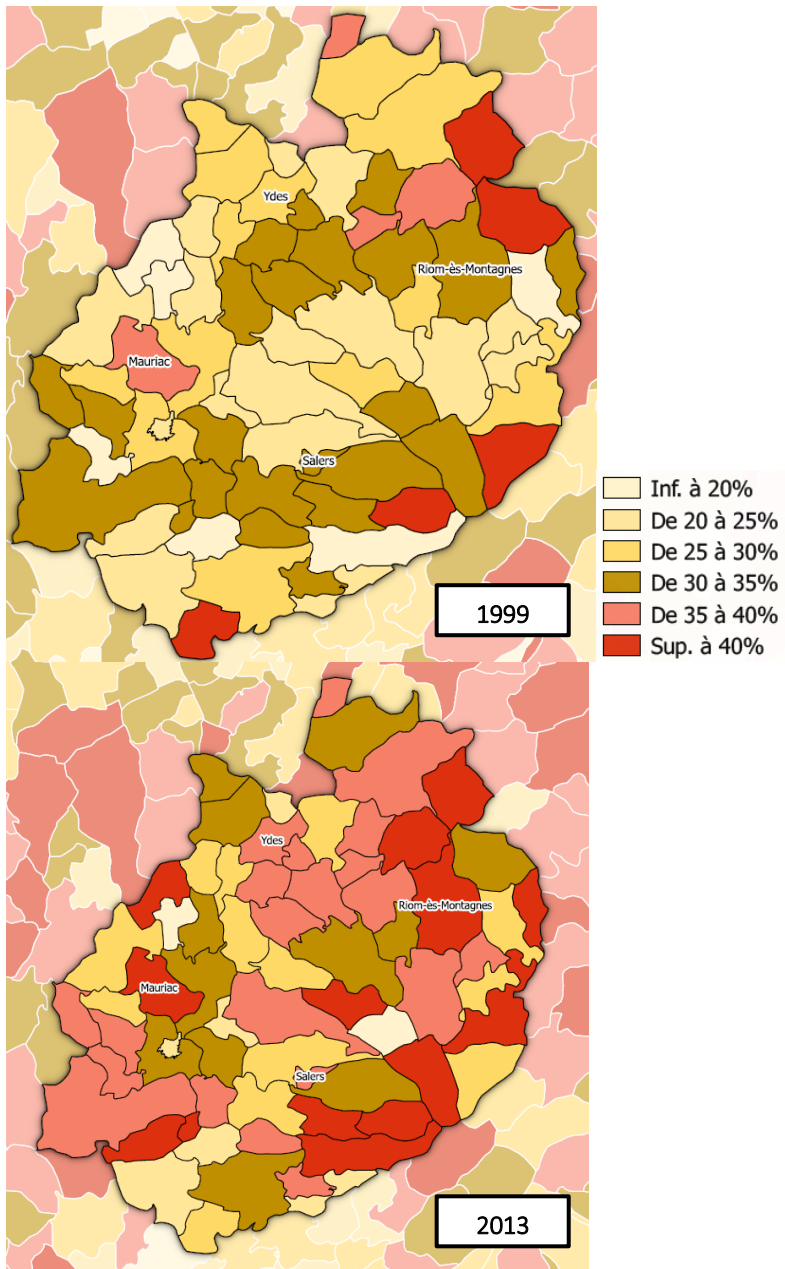 Ydes
Riom-ès-Montagnes
Mauriac
Salers
Inf. à 20%
De 20 à 25%
De 25 à 30%
De 30 à 35%
De 35 à 40%
Sup. à 40%
1999
Ydes
Riom-ès-Montagnes
Mauriac
Salers
2013